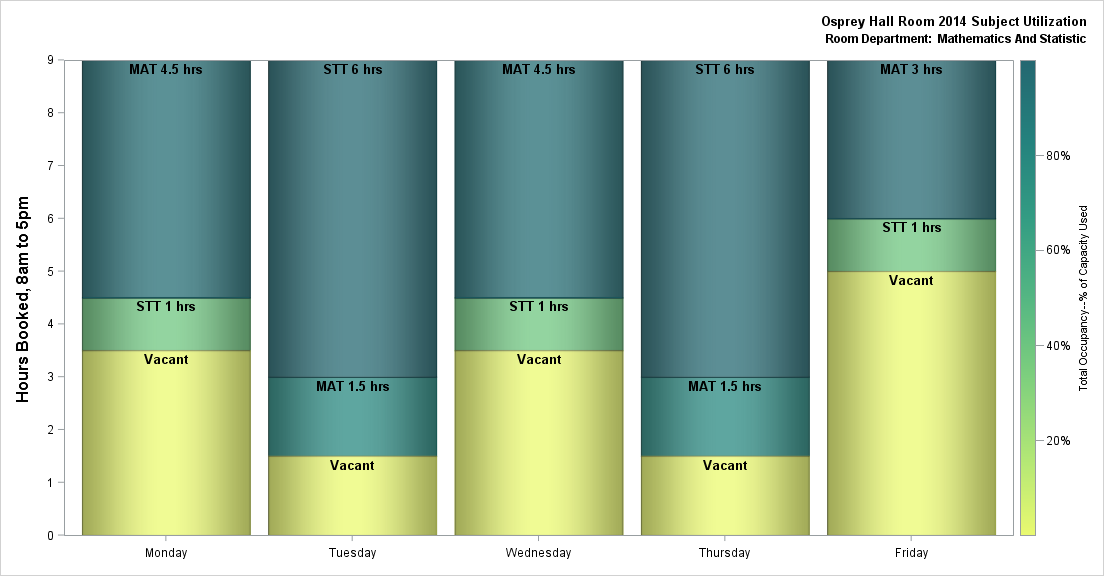 Osprey Hall Room 2014 Subject Utilization
Room Department: Mathematics And Statistic
Hours Booked, 8am to 5pm
9
8
7
6
5
4
3
2
1
0
MAT 4.5 hrs
STT 1 hrs
Vacant
STT 6 hrs
MAT 1.5 hrs
Vacant
MAT 4.5 hrs
STT 1 hrs
Vacant
STT 6 hrs
MAT 1.5 hrs
Vacant
MAT 3 hrs
STT 1 hrs
Vacant
Monday
Tuesday
Wednesday
Thursday
Friday
80%
60%
40%
20%
Total Occupancy--% of Capacity Used